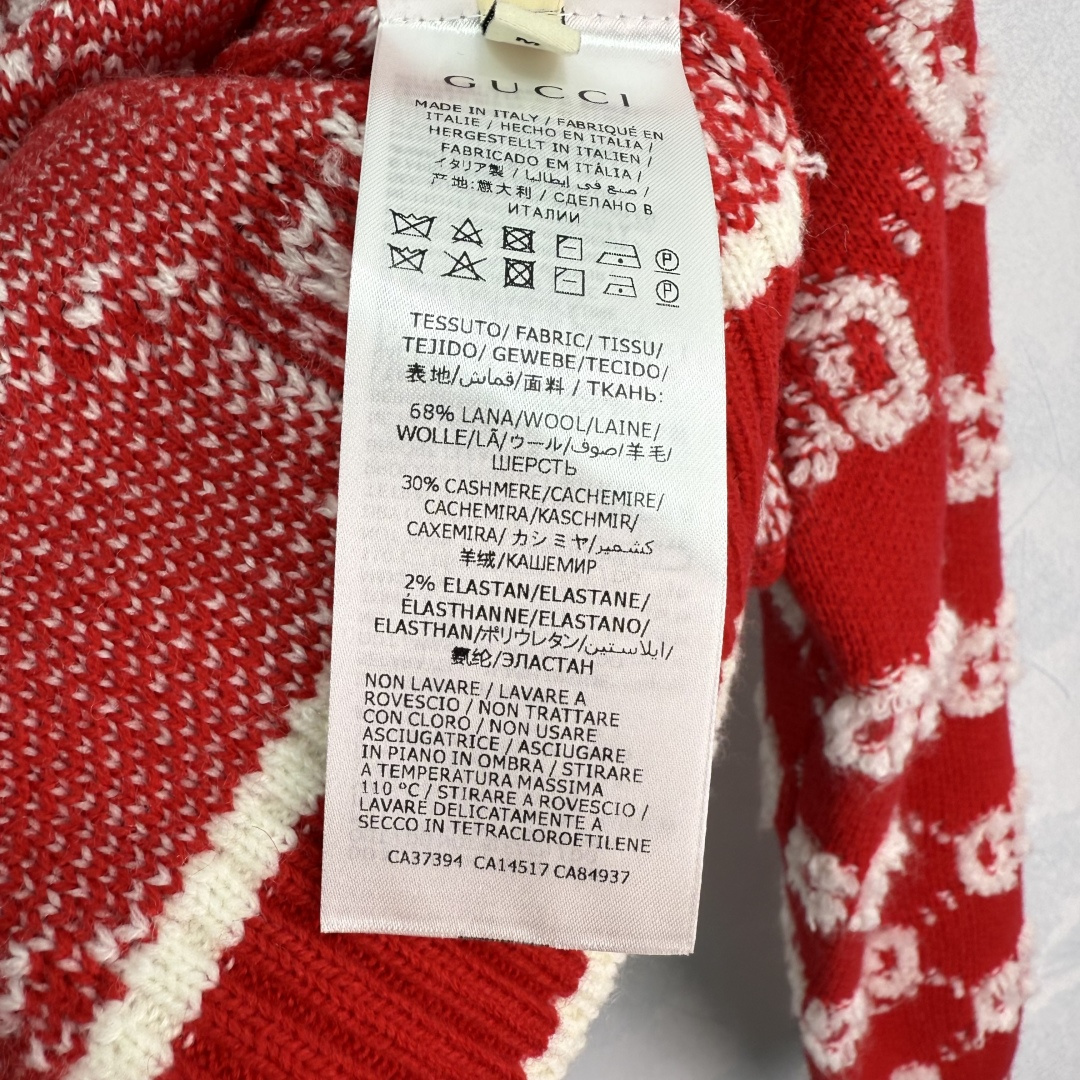 M
GUCCI
MADE IN ITALY / FABRIQUÉ EN
ITALIE / HECHO EN ITALIA /
HERGESTELLT IN ITALIEN /
FABRICADO EM ITÁLIA /
イタリア製 / صنع في إيطاليا /
产地:意大利 / СДЕЛАНО В
ИТАЛИИ
P
P
TESSUTO/ FABRIC/ TISSU/
TEJIDO/ GEWEBE/TECIDO/
表地/قماش/面料 / ТКАНЬ:
68% LANA/WOOL/LAINE/
WOLLE/LÃ/ウール/صوف/羊毛/
ШЕРСТЬ
30% CASHMERE/CACHEMIRE/
CACHEMIRA/KASCHMIR/
CAXEMIRA/ カシミヤ/كشمير/
羊绒/КАШЕМИР
2% ELASTAN/ELASTANE/
ÉLASTHANNE/ELASTANO/
ELASTHAN/ポリウレタン/إيلاستين/
氨纶/ЭЛАСТАН
NON LAVARE / LAVARE A
ROVESCIO / NON TRATTARE
CON CLORO / NON USARE
ASCIUGATRICE / ASCIUGARE
IN PIANO IN OMBRA / STIRARE
A TEMPERATURA MASSIMA
110 °C / STIRARE A ROVESCIO /
LAVARE DELICATAMENTE A
SECCO IN TETRACLOROETILENE
CA37394 CA14517 CA84937